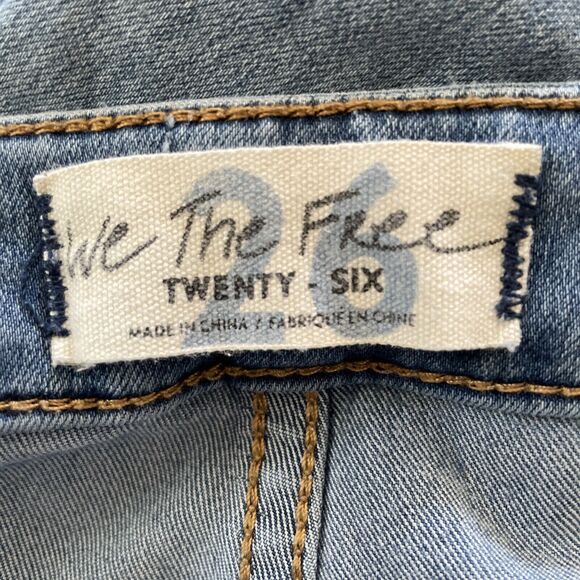 26
We The Free
TWENTY - SIX
MADE IN CHINA / FABRIQUE EN CHINE